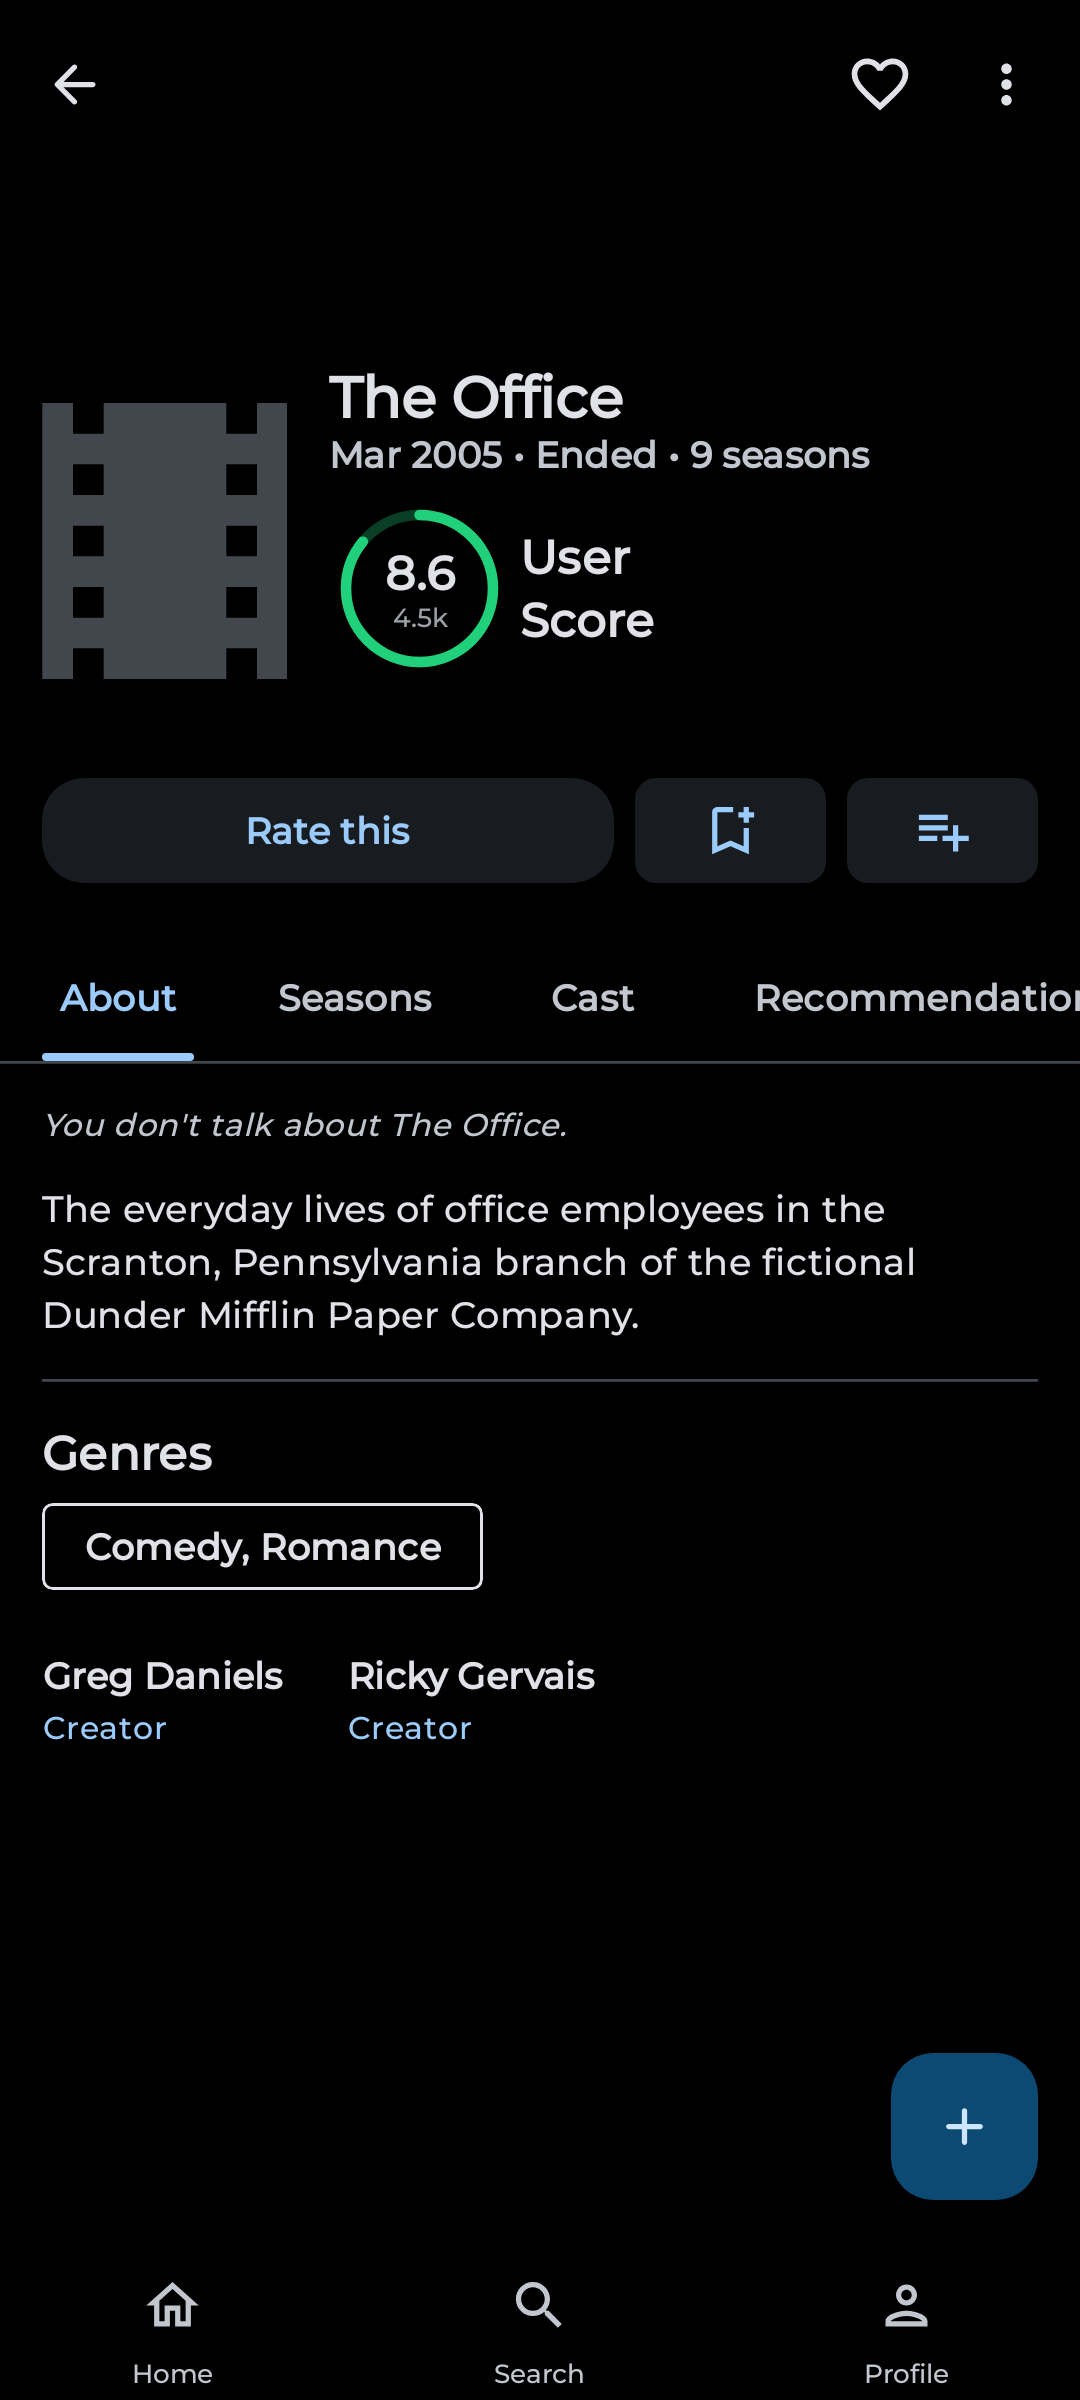 The Office
Mar 2005 • Ended • 9 seasons
8.6
4.5k
User
Score
Rate this
About
Seasons
Cast
Recommendation
You don't talk about The Office.
The everyday lives of office employees in the
Scranton, Pennsylvania branch of the fictional
Dunder Mifflin Paper Company.
Genres
Comedy, Romance
Greg Daniels
Creator
Ricky Gervais
Creator
Home
Search
Profile